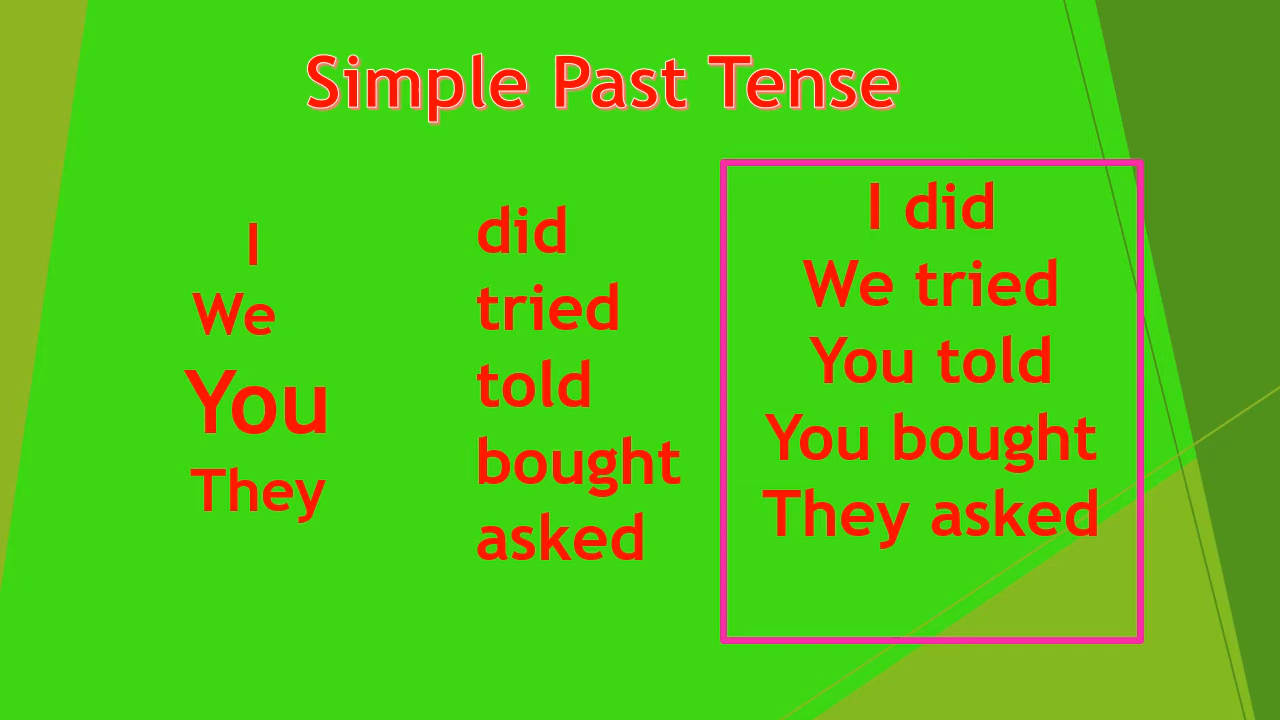 Simple Past Tense
I
We
You
They
did
tried
told
bought
asked
I did
We tried
You told
You bought
They asked